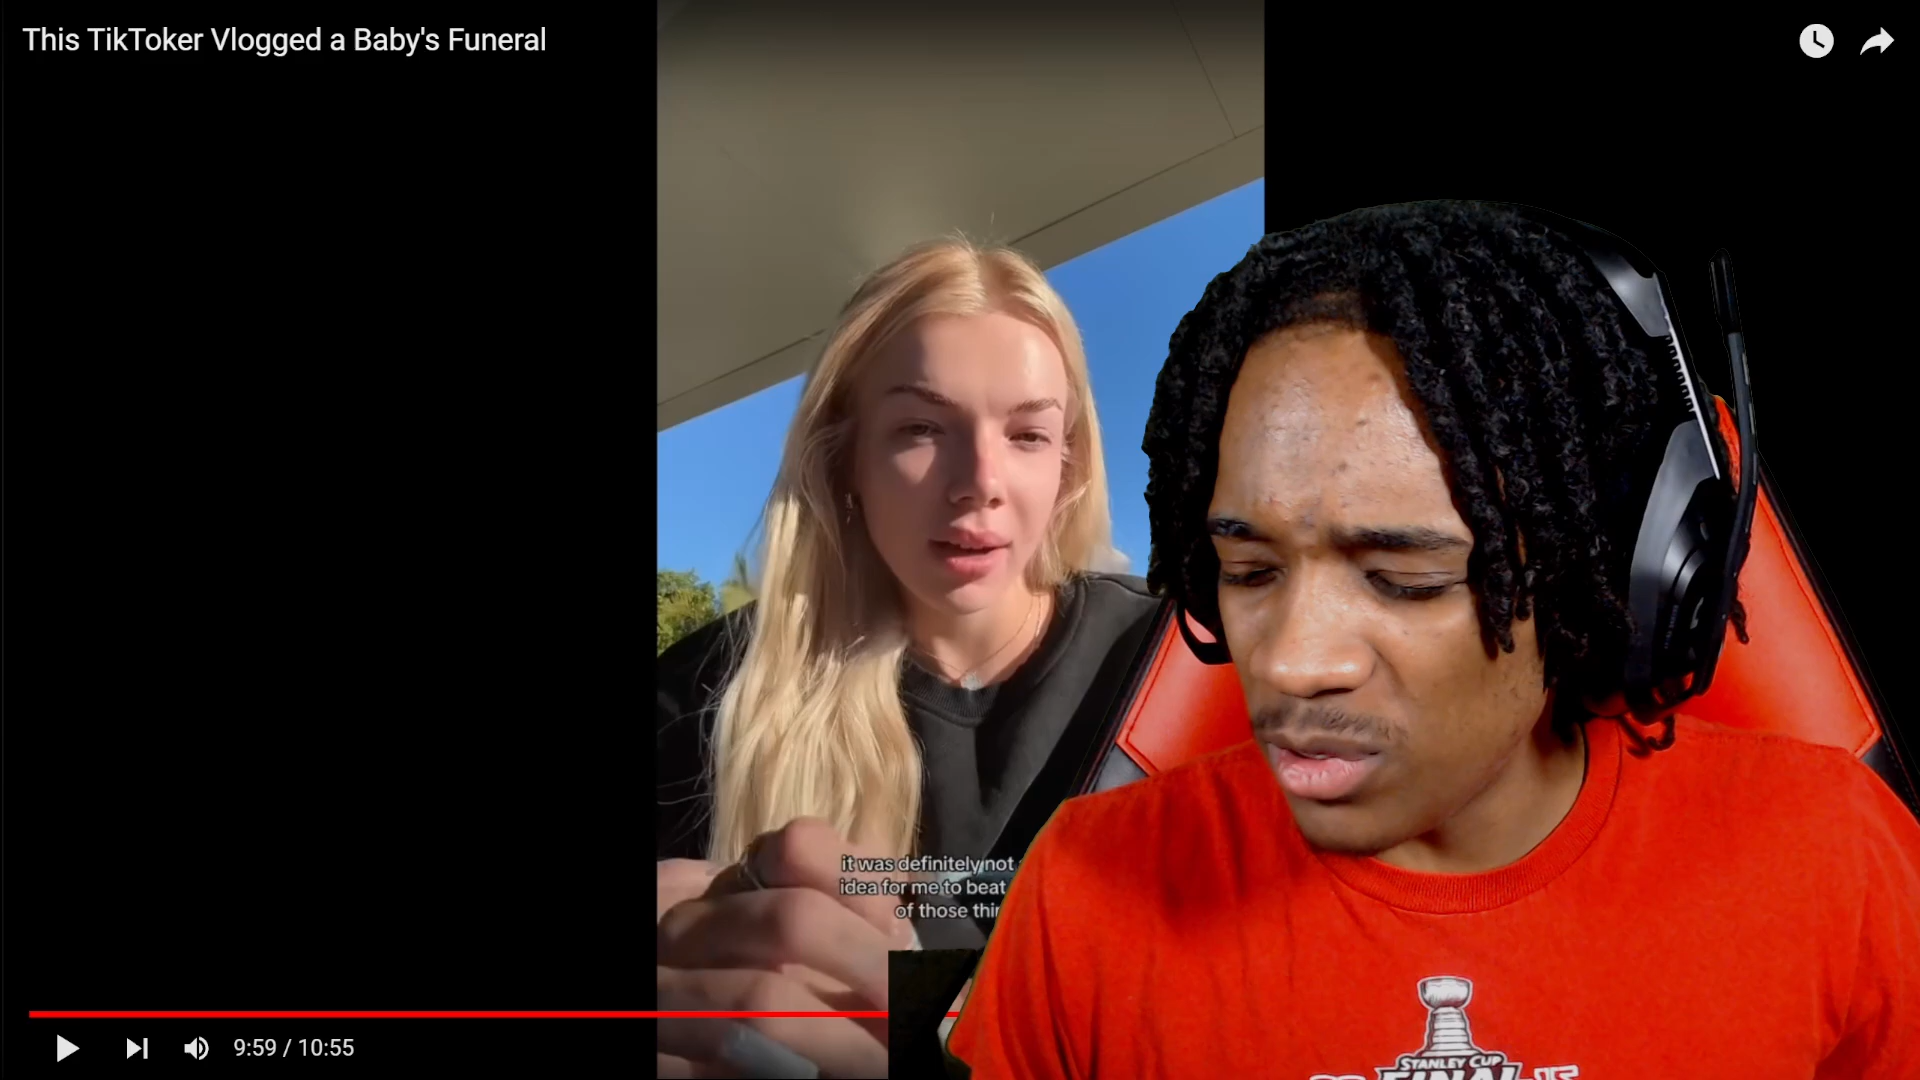 This TikToker Vlogged a Baby's Funeral
it was definitely not
idea for me to beat
of those
9:59 / 10:55
STANLEY CUP
FINAL